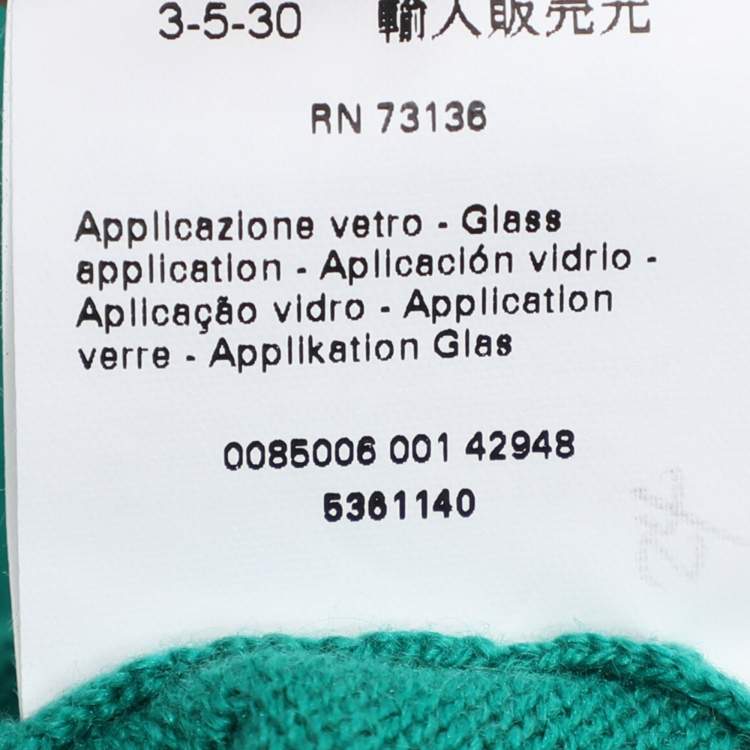 3-5-30 輸入販売元
RN 73136
Applicazione vetro - Glass
application - Aplicación vidrio -
Aplicação vidro - Application
verre - Applikation Glas
0085006 001 42948
5361140